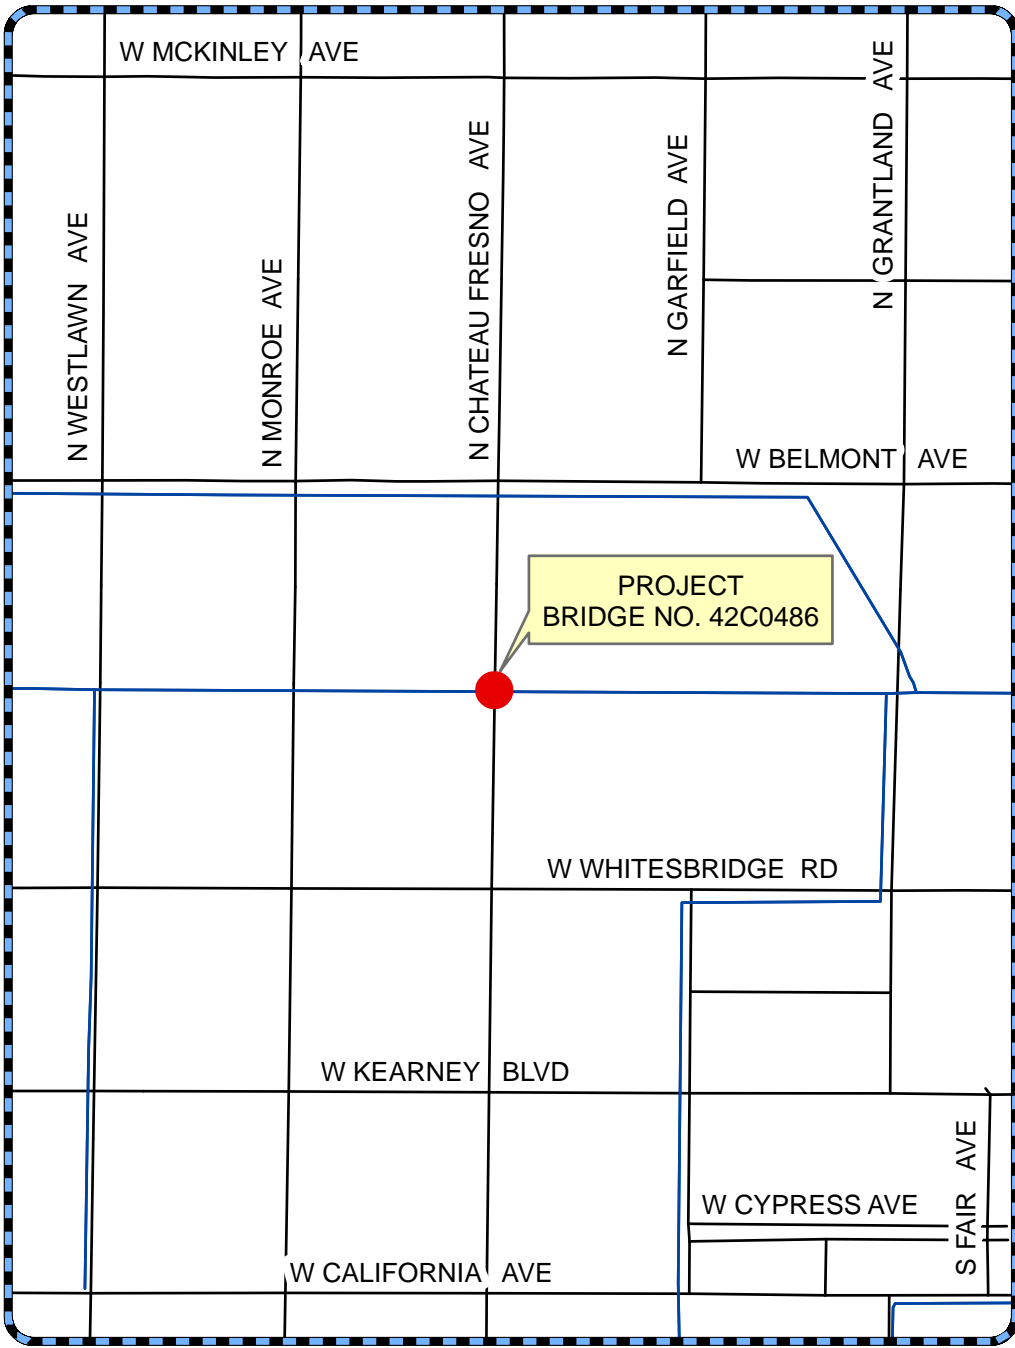 W MCKINLEY AVE
N WESTLAWN AVE
N MONROE AVE
N CHATEAU FRESNO AVE
N GARFIELD AVE
N GRANTLAND AVE
W BELMONT AVE
PROJECT
BRIDGE NO. 42C0486
W WHITESBRIDGE RD
W KEARNEY BLVD
W CYPRESS AVE
S FAIR AVE
W CALIFORNIA AVE